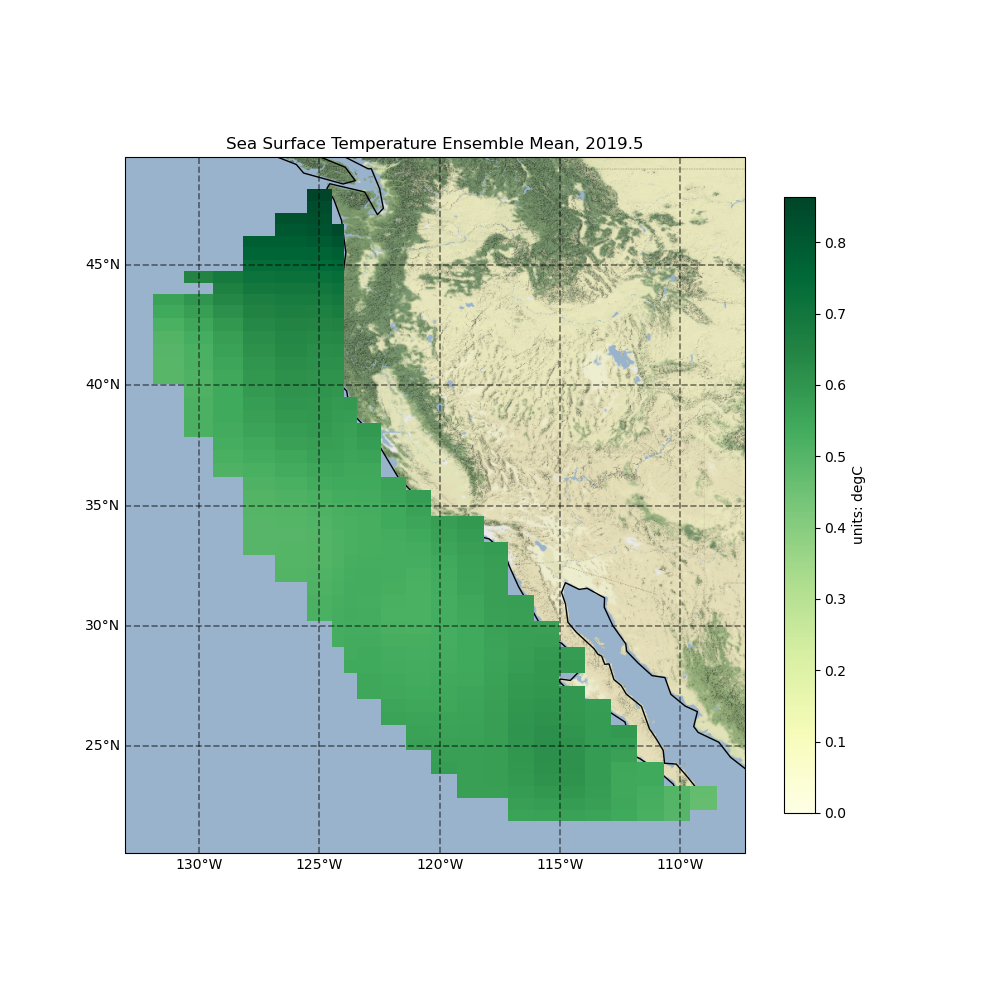 Sea Surface Temperature Ensemble Mean, 2019.5
45°N
40°N
35°N
30°N
25°N
130°W
125°W
120°W
115°W
110°W
0.8
0.7
0.6
0.5
0.4
0.3
0.2
0.1
0.0
units: degC